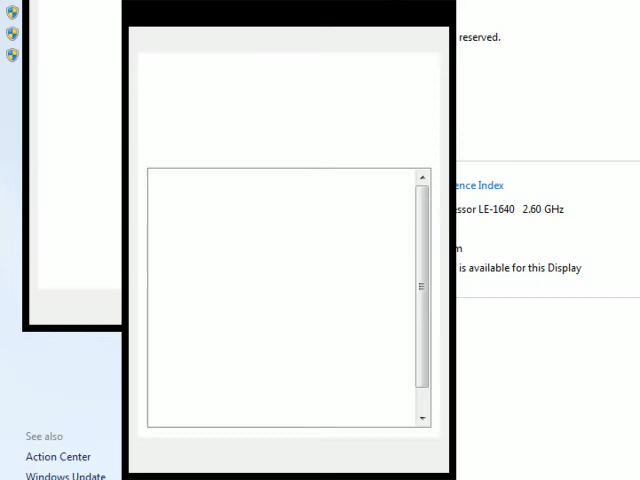 reserved.
ence Index
essor LE-1640 2.60 GHz
m
is available for this Display
See also
Action Center
Windows Update